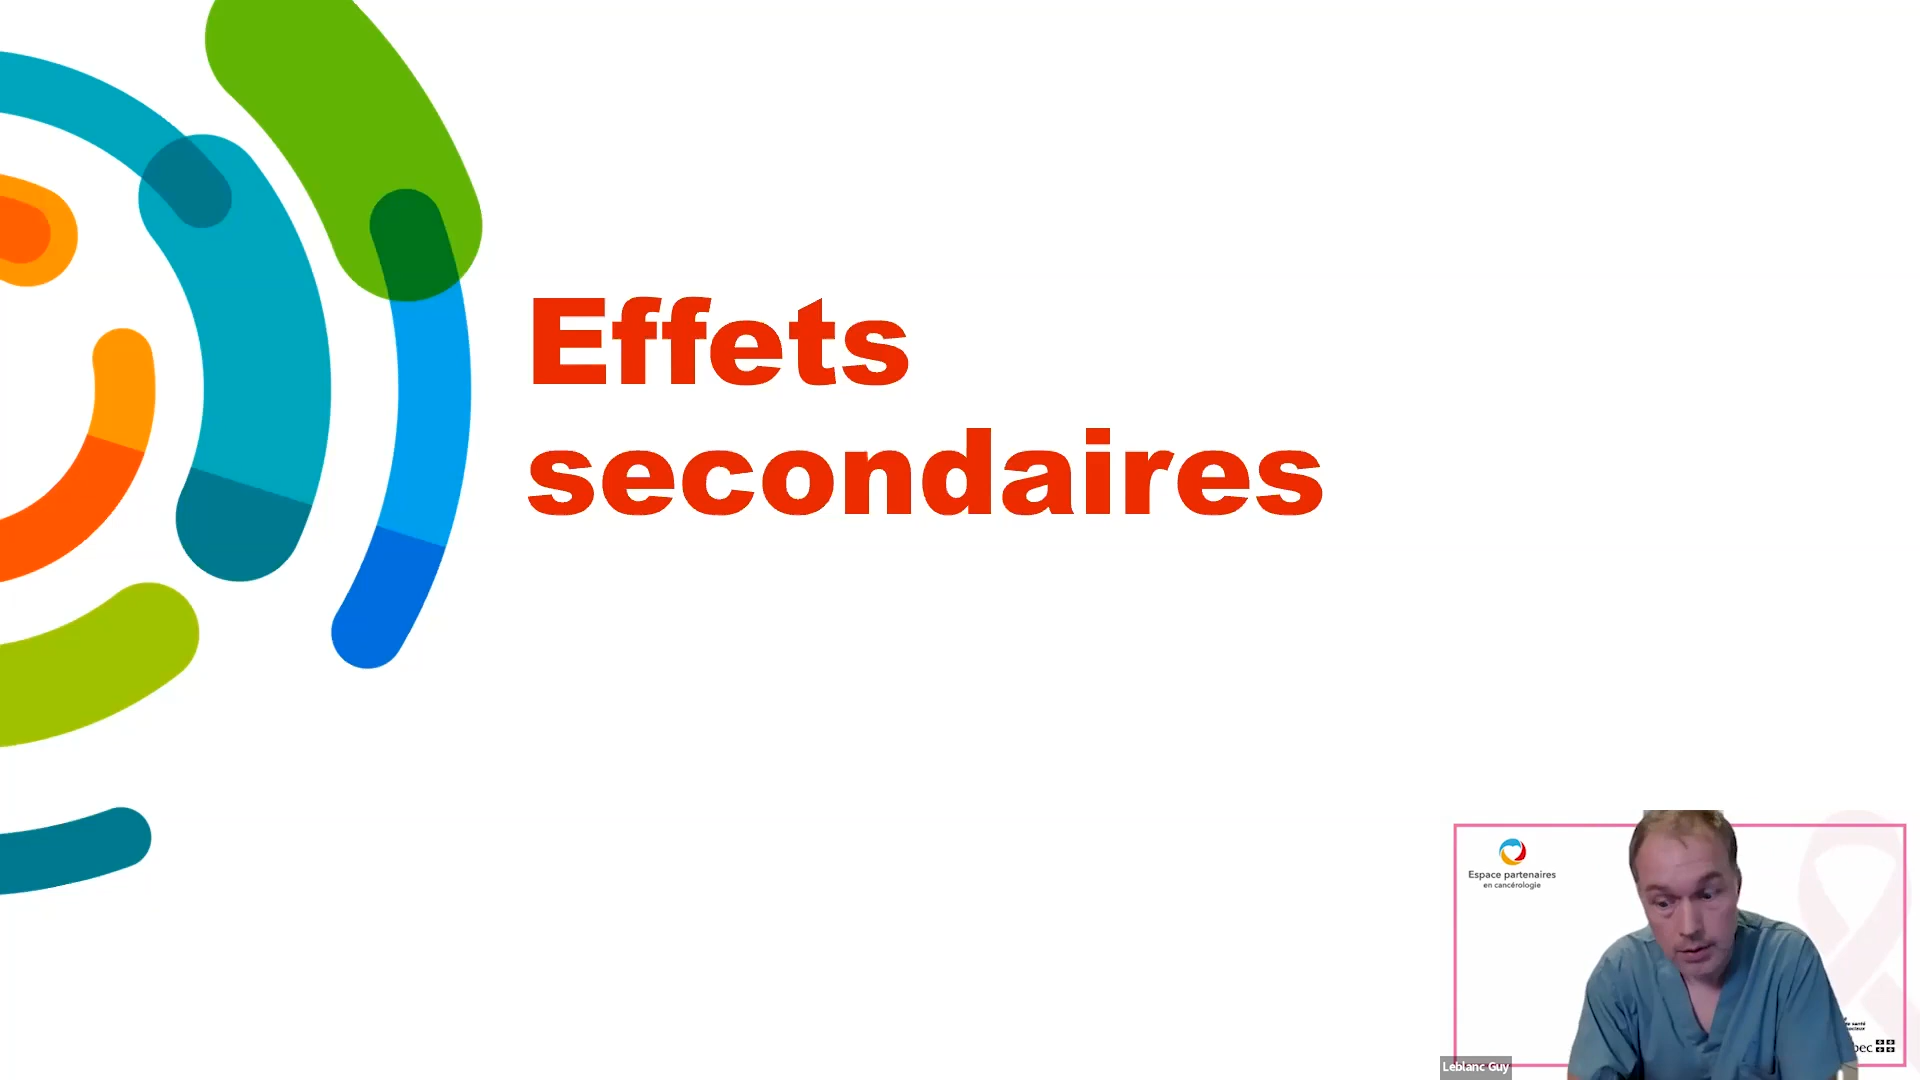 Effets
secondaires
Espace partenaires
en cancérologie
Leblanc Guy